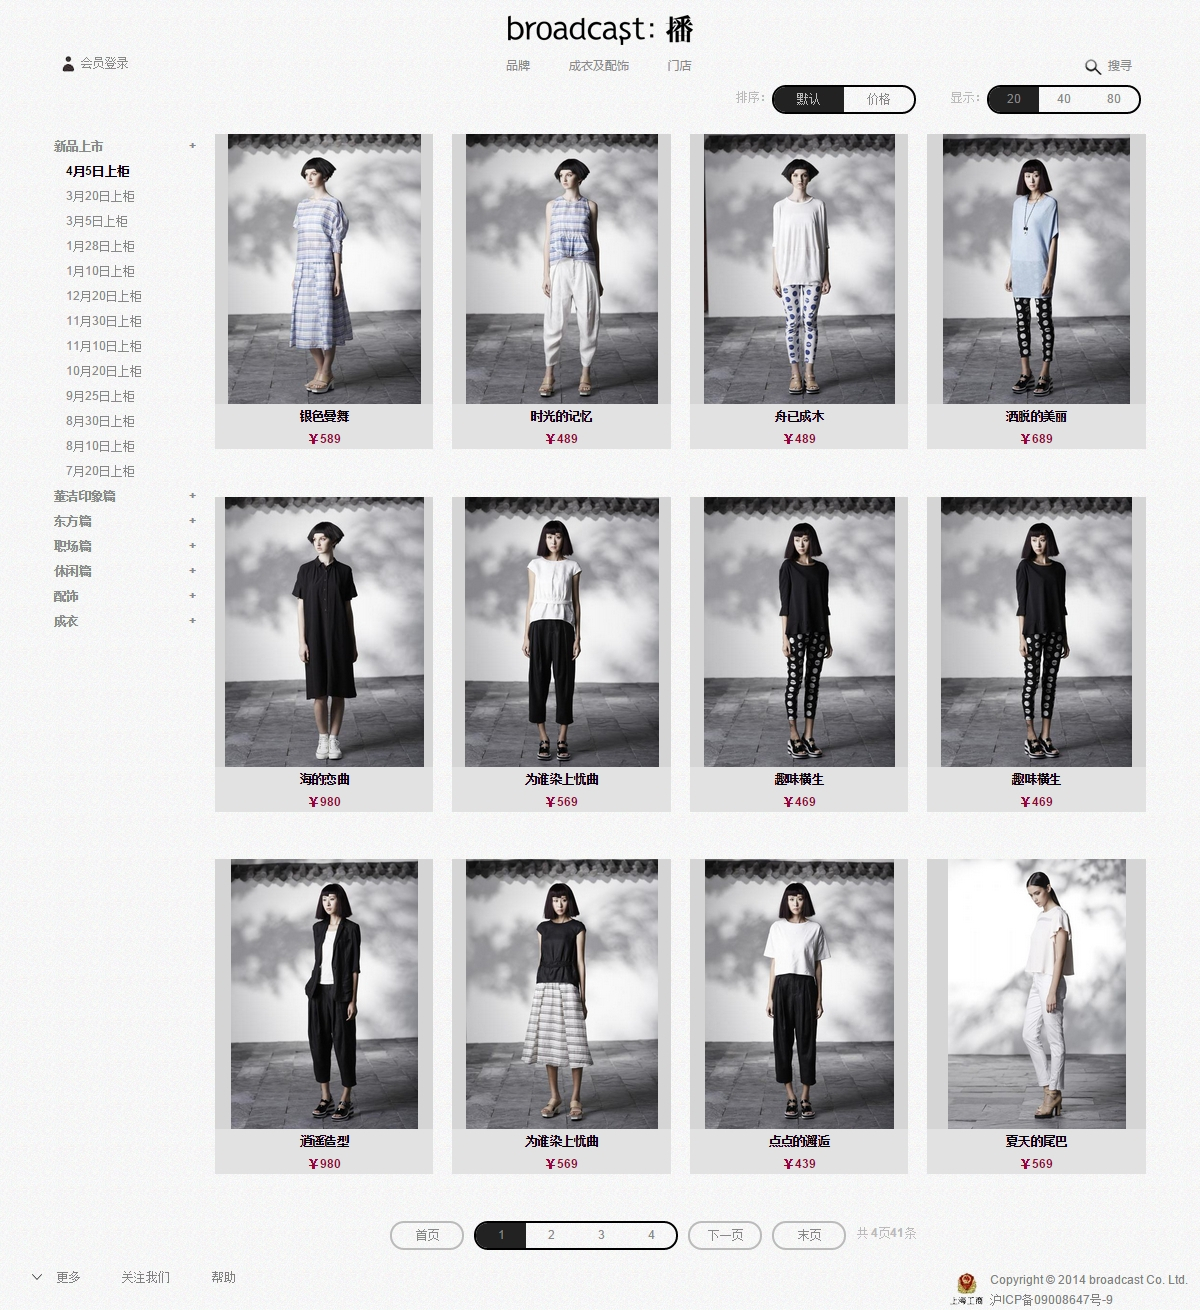 broadcast: 播
会员登录
品牌 成衣及配饰 门店
搜寻
排序: 默认 价格 显示: 20 40 80
新品上市 +
4月5日上柜
3月20日上柜
3月5日上柜
1月28日上柜
1月10日上柜
12月20日上柜
11月30日上柜
11月10日上柜
10月20日上柜
9月25日上柜
8月30日上柜
8月10日上柜
7月20日上柜
董洁印象篇 +
东方篇 +
职场篇 +
休闲篇 +
配饰 +
成衣 +
银色曼舞 时光的记忆 舟已成木 洒脱的美丽
￥589 ￥489 ￥489 ￥689
海的恋曲 为谁染上忧曲 趣味横生 趣味横生
￥980 ￥569 ￥469 ￥469
逍遥造型 为谁染上忧曲 点点的邂逅 夏天的尾巴
￥980 ￥569 ￥439 ￥569
首页 1 2 3 4 下一页 末页 共 4页41条
更多 关注我们 帮助
上海工商
Copyright © 2014 broadcast Co. Ltd.
沪ICP备09008647号-9